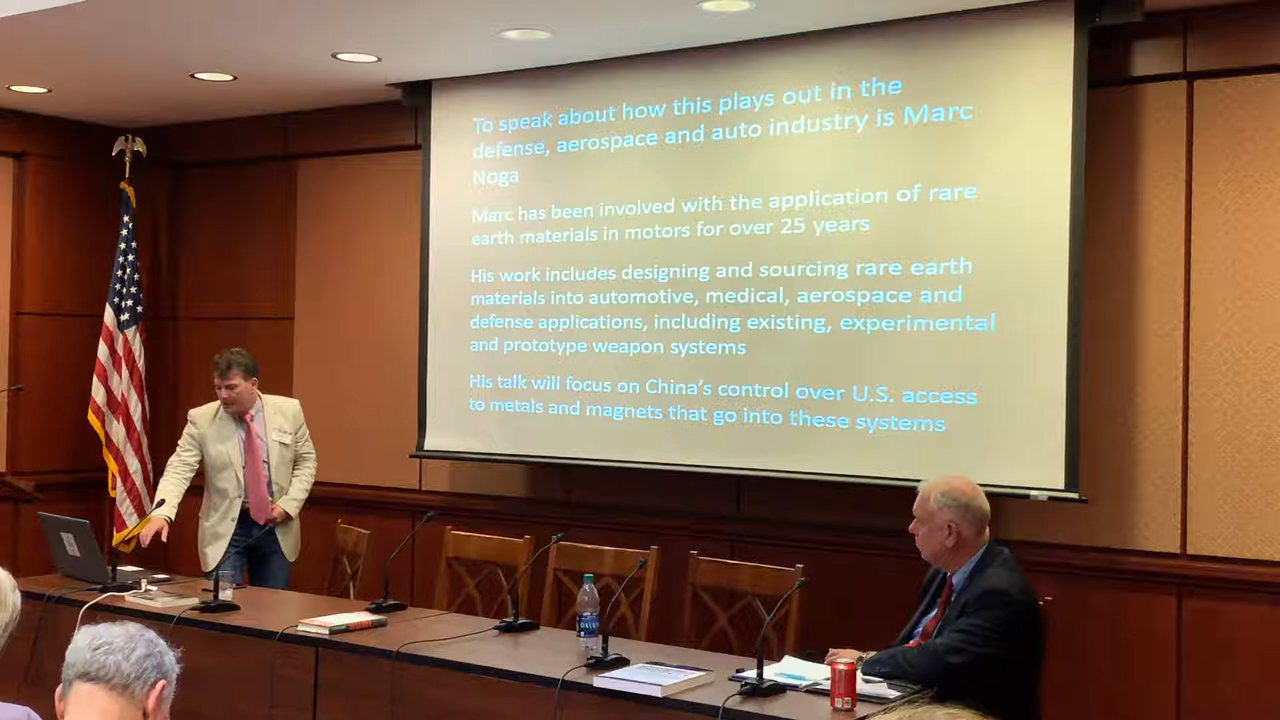 To speak about how this plays out in the
defense, aerospace and auto industry is Marc
Noga
Marc has been involved with the application of rare
earth materials in motors for over 25 years
His work includes designing and sourcing rare earth
materials into automotive, medical, aerospace and
defense applications, including existing, experimental
and prototype weapon systems
His talk will focus on China's control over U.S. access
to metals and magnets that go into these systems